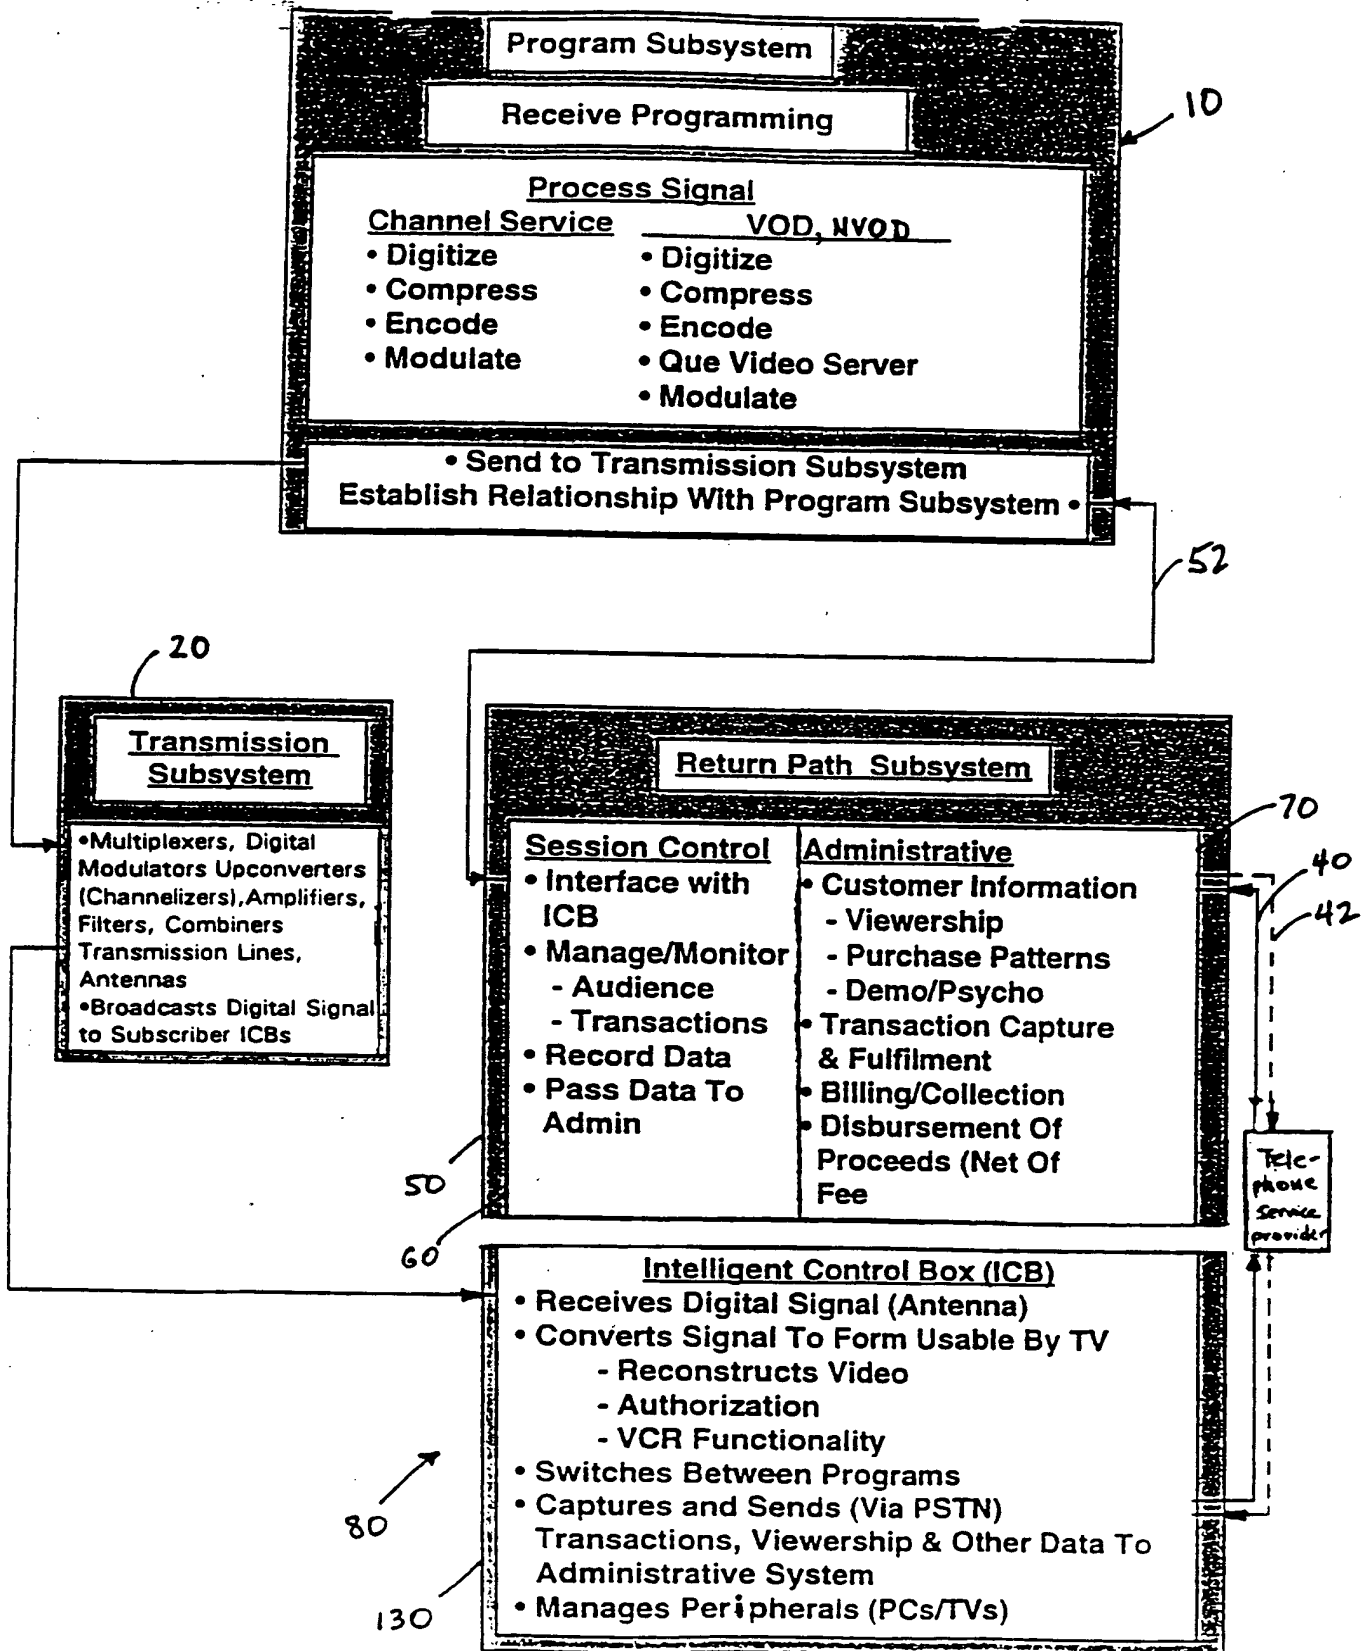 Program Subsystem
Receive Programming
10
Process Signal
Channel Service
• Digitize
• Compress
• Encode
• Modulate
VOD, NVOD
• Digitize
• Compress
• Encode
• Que Video Server
• Modulate
• Send to Transmission Subsystem
Establish Relationship With Program Subsystem •
52
20
Transmission
Subsystem
•Multiplexers, Digital
Modulators Upconverters
(Channelizers),Amplifiers,
Filters, Combiners
Transmission Lines,
Antennas
•Broadcasts Digital Signal
to Subscriber ICBs
Return Path Subsystem
70
40
42
Session Control
• Interface with
ICB
• Manage/Monitor
- Audience
- Transactions
• Record Data
• Pass Data To
Admin
Administrative
• Customer Information
- Viewership
- Purchase Patterns
- Demo/Psycho
• Transaction Capture
& Fulfilment
• Billing/Collection
• Disbursement Of
Proceeds (Net Of
Fee
50
60
Tele-
phone
service
provider
Intelligent Control Box (ICB)
• Receives Digital Signal (Antenna)
• Converts Signal To Form Usable By TV
- Reconstructs Video
- Authorization
- VCR Functionality
• Switches Between Programs
• Captures and Sends (Via PSTN)
Transactions, Viewership & Other Data To
Administrative System
• Manages Peripherals (PCs/TVs)
80
130